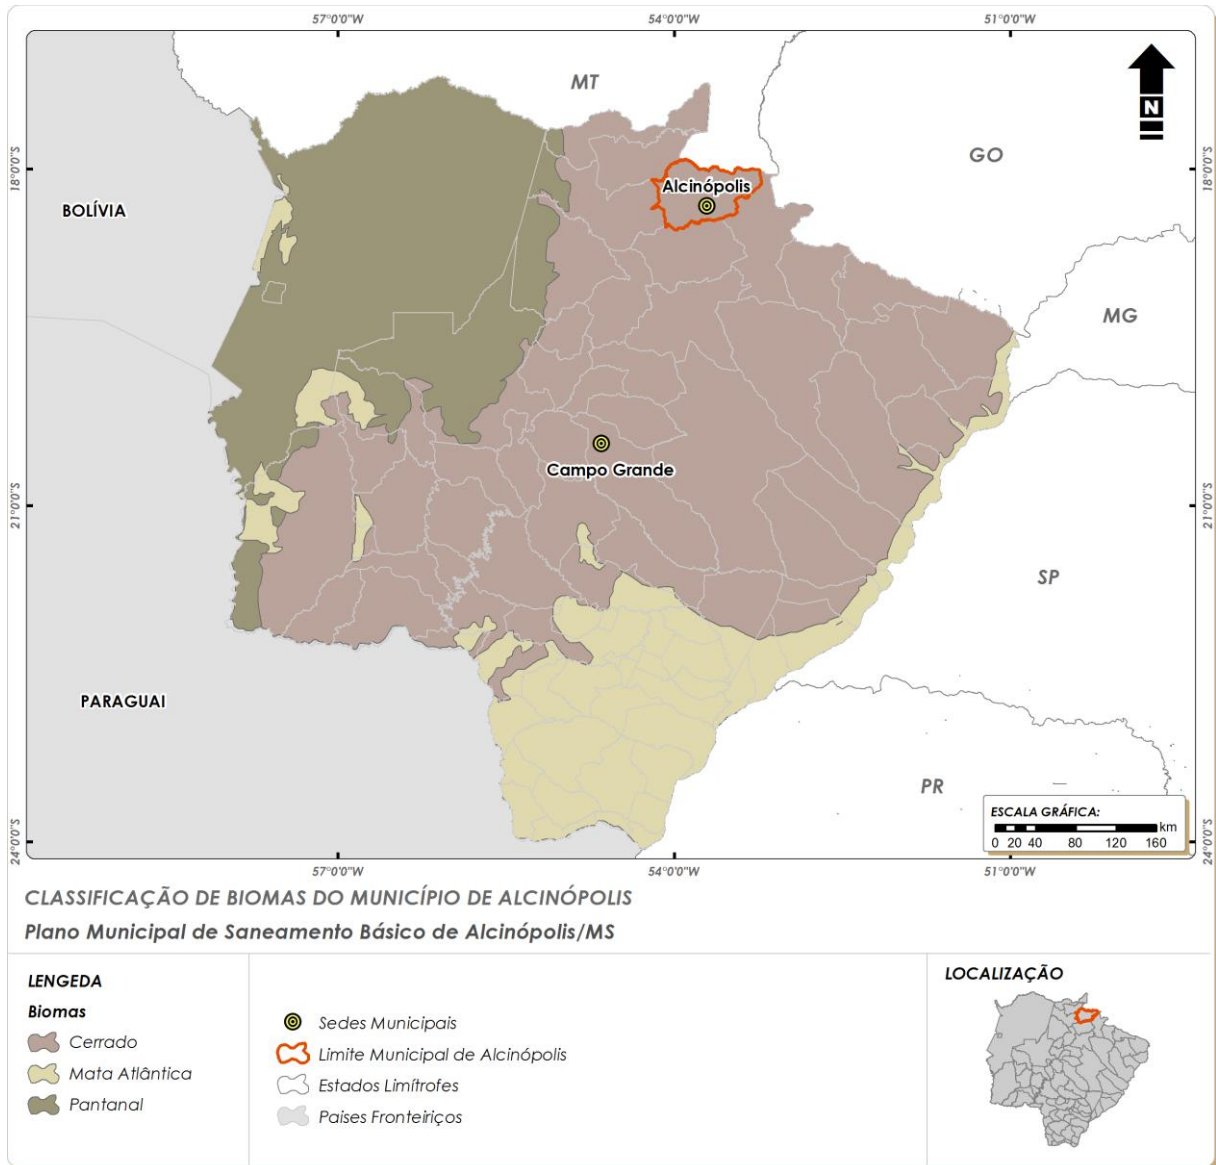 57°0'0"W
54°0'0"W
51°0'0"W
MT
N
18°0'0"S
18°0'0"S
GO
Alcinópolis
BOLÍVIA
MG
Campo Grande
21°0'0"S
21°0'0"S
SP
PARAGUAI
PR
ESCALA GRÁFICA:
km
0 20 40 80 120 160
24°0'0"S
24°0'0"S
57°0'0"W
54°0'0"W
51°0'0"W
CLASSIFICAÇÃO DE BIOMAS DO MUNICÍPIO DE ALCINÓPOLIS
Plano Municipal de Saneamento Básico de Alcinópolis/MS
LENGEDA
Biomas
Cerrado
Mata Atlântica
Pantanal
Sedes Municipais
Limite Municipal de Alcinópolis
Estados Limítrofes
Países Fronteiriços
LOCALIZAÇÃO